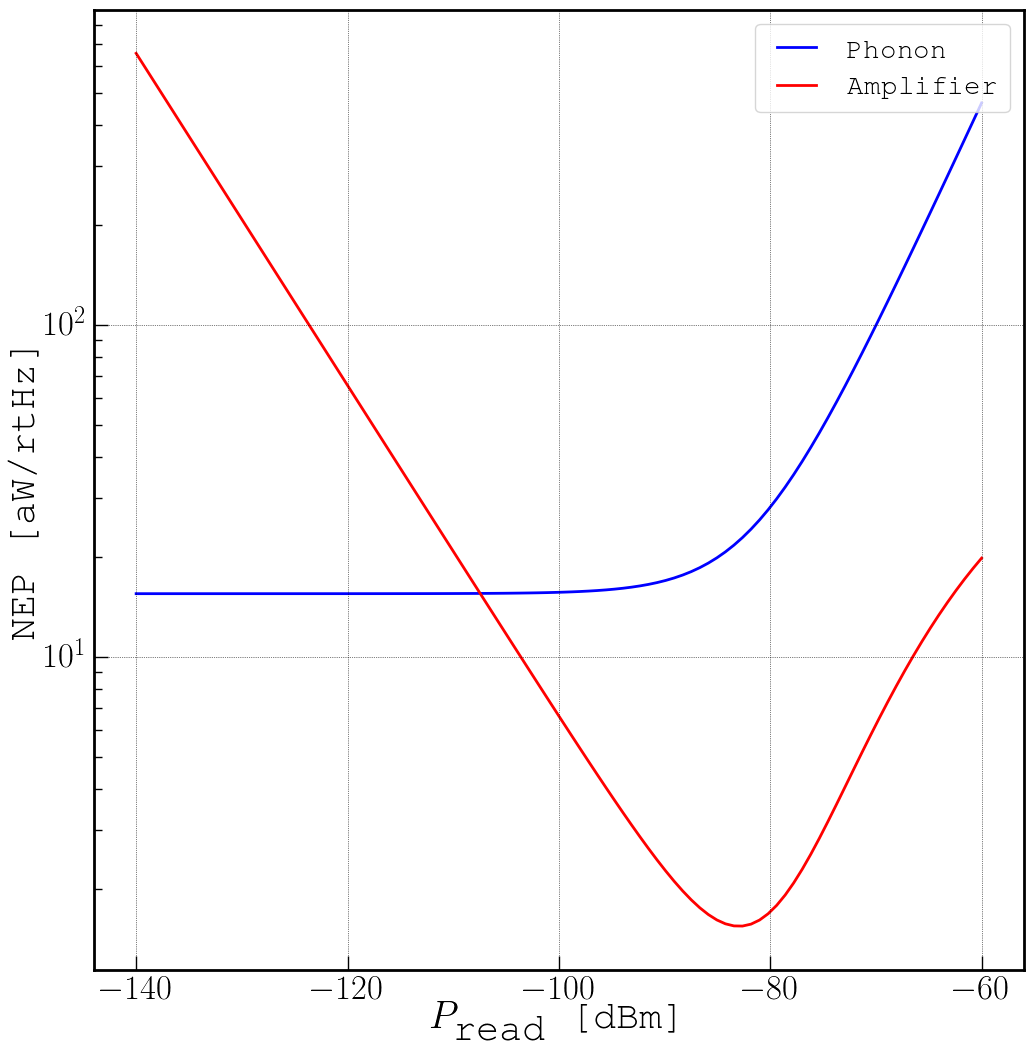 Phonon
Amplifier
NEP [aW/rtHz]
10²
10¹
−140 −120 −100 −80 −60
P_read [dBm]